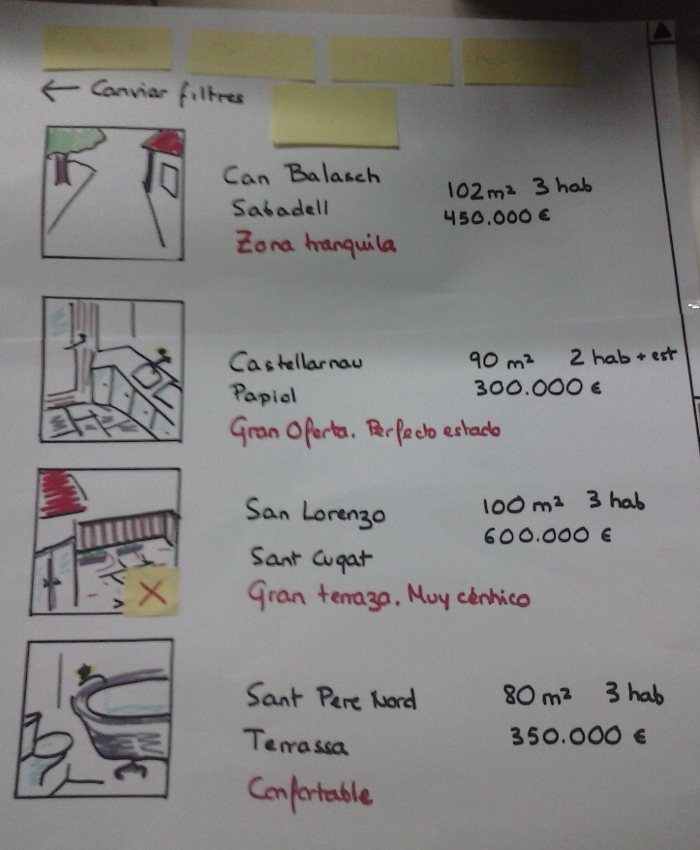 ← Canviar filtres
Can Balasch
102m² 3 hab
Sabadell
450.000 €
Zona tranquila
Castellarnau
90 m² 2 hab + est
Papiol
300.000 €
Gran Oferta. Perfecto estado
San Lorenzo
100 m² 3 hab
Sant Cugat
600.000 €
Gran terraza. Muy céntrico
Sant Pere Nord
80 m² 3 hab
Terrassa
350.000 €
Confortable